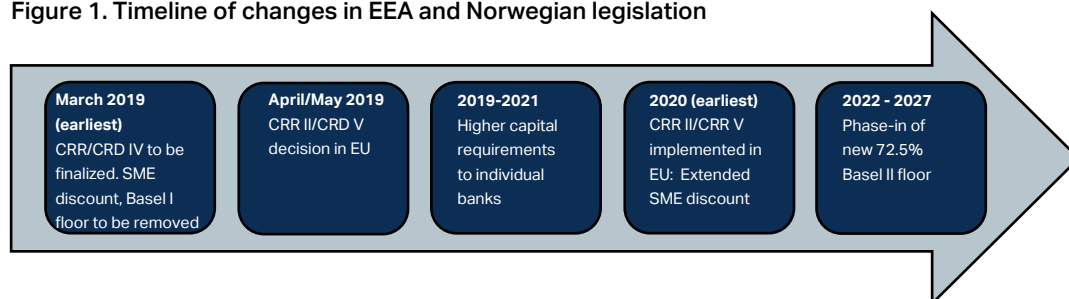 Figure 1. Timeline of changes in EEA and Norwegian legislation
March 2019
(earliest)
CRR/CRD IV to be
finalized. SME
discount, Basel I
floor to be removed
April/May 2019
CRR II/CRD V
decision in EU
2019-2021
Higher capital
requirements
to individual
banks
2020 (earliest)
CRR II/CRR V
implemented in
EU: Extended
SME discount
2022 - 2027
Phase-in of
new 72.5%
Basel II floor